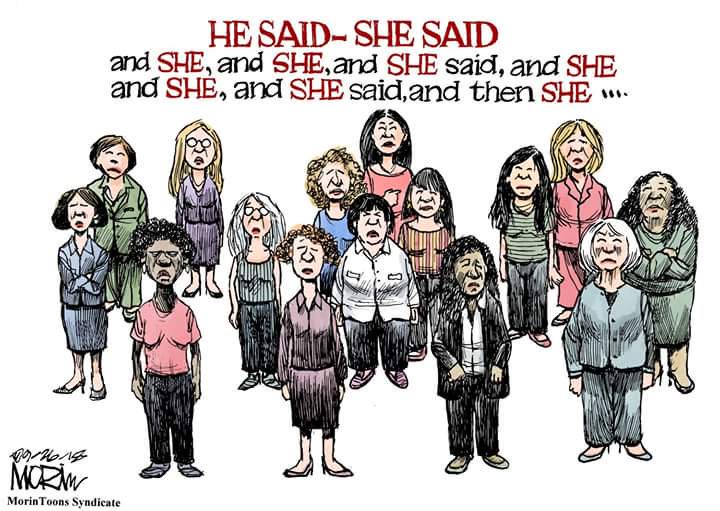 HE SAID- SHE SAID
and SHE, and SHE, and SHE said, and SHE
and SHE, and SHE said, and then SHE ....
MORIN
MorinToons Syndicate